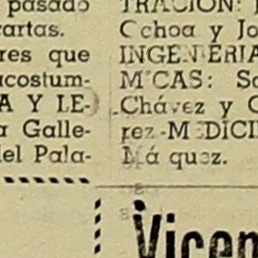 pasado
cartas.
res que
acostum-
A Y LE-
a Galle-
del Pala-
TRACION: L
Ochoa y Jo
INGENIERIA
MICAS: Sa
Chávez y
rez-MEDICI
Márquez.
Vicen